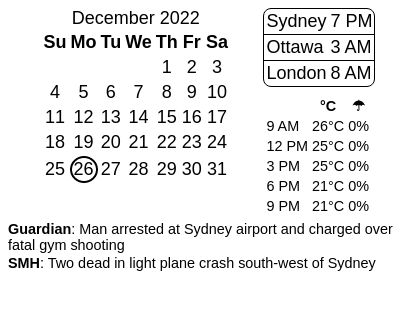 December 2022
Su Mo Tu We Th Fr Sa
1 2 3
4 5 6 7 8 9 10
11 12 13 14 15 16 17
18 19 20 21 22 23 24
25 26 27 28 29 30 31
Sydney 7 PM
Ottawa 3 AM
London 8 AM
°C ☂
9 AM 26°C 0%
12 PM 25°C 0%
3 PM 25°C 0%
6 PM 21°C 0%
9 PM 21°C 0%
Guardian: Man arrested at Sydney airport and charged over
fatal gym shooting
SMH: Two dead in light plane crash south-west of Sydney